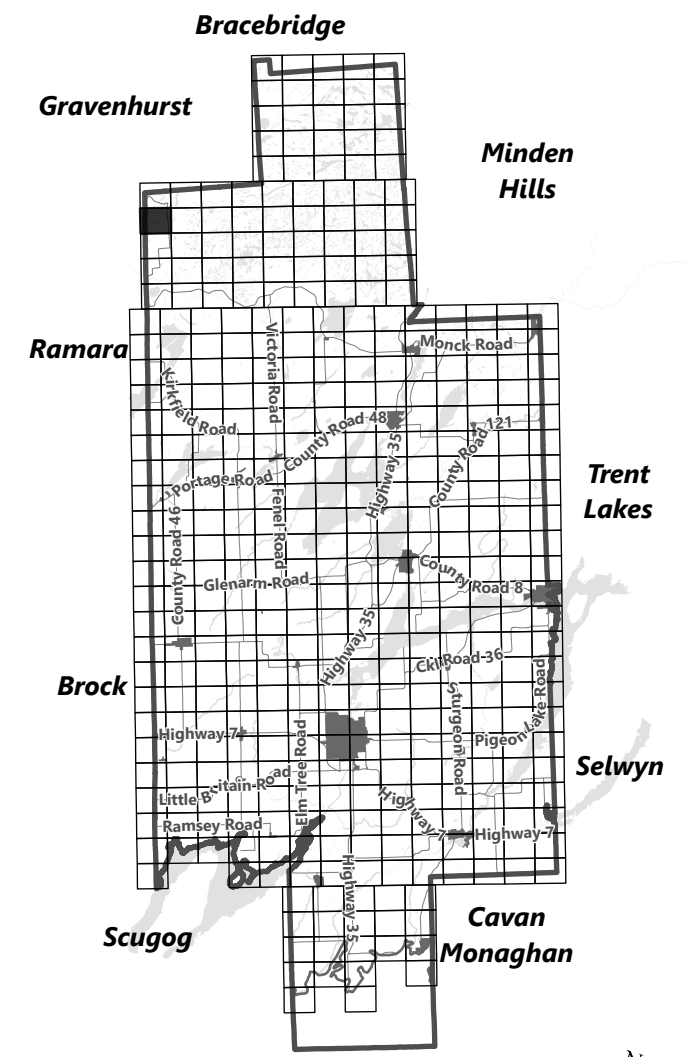 Bracebridge
Gravenhurst
Minden
Hills
Ramara
Victoria Road
Monck Road
Kirkfield Road
County Road 48
Highway 35
County Road 121
Portage Road
Trent
Lakes
County Road 46
Fenel Road
Glenarm Road
County Road 8
Highway 35
Ckl Road 36
Brock
Highway 7
Elm Tree Road
Sturgeon Road
Pigeon Lake Road
Selwyn
Little Britain Road
Ramsey Road
Highway 7
Highway 7
Highway 35
Scugog
Cavan
Monaghan